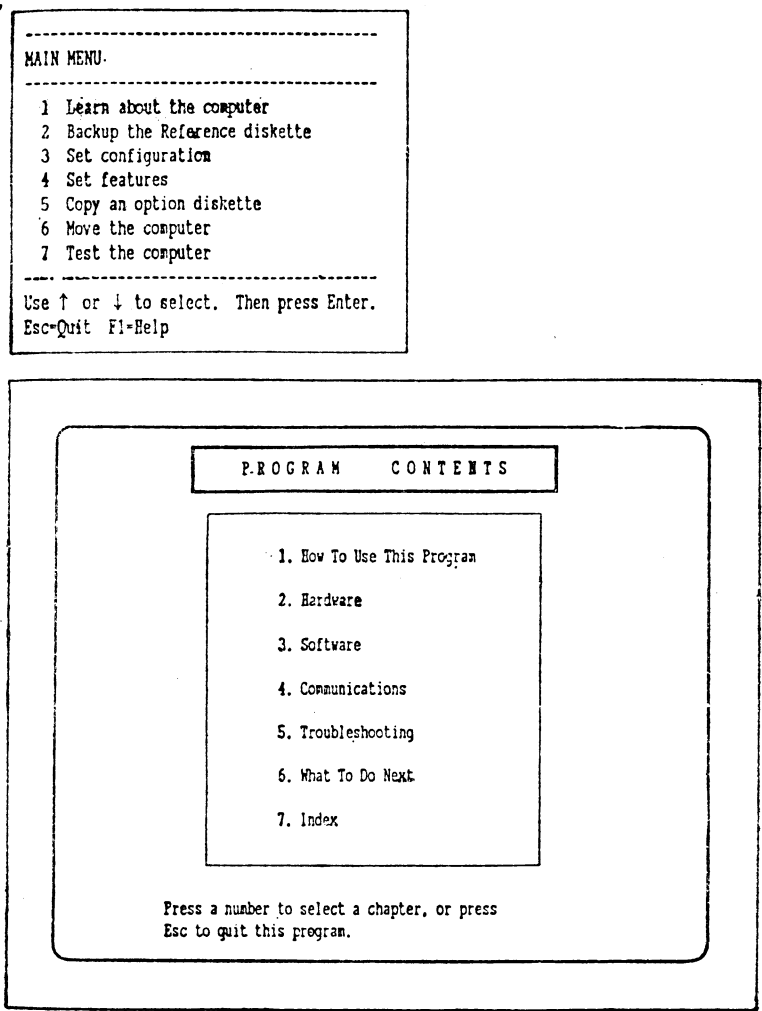 MAIN MENU
1 Learn about the computer
2 Backup the Reference diskette
3 Set configuration
4 Set features
5 Copy an option diskette
6 Move the computer
7 Test the computer
Use ↑ or ↓ to select. Then press Enter.
Esc=Quit F1=Help
PROGRAM CONTENTS
1. How To Use This Program
2. Hardware
3. Software
4. Communications
5. Troubleshooting
6. What To Do Next
7. Index
Press a number to select a chapter, or press
Esc to quit this program.